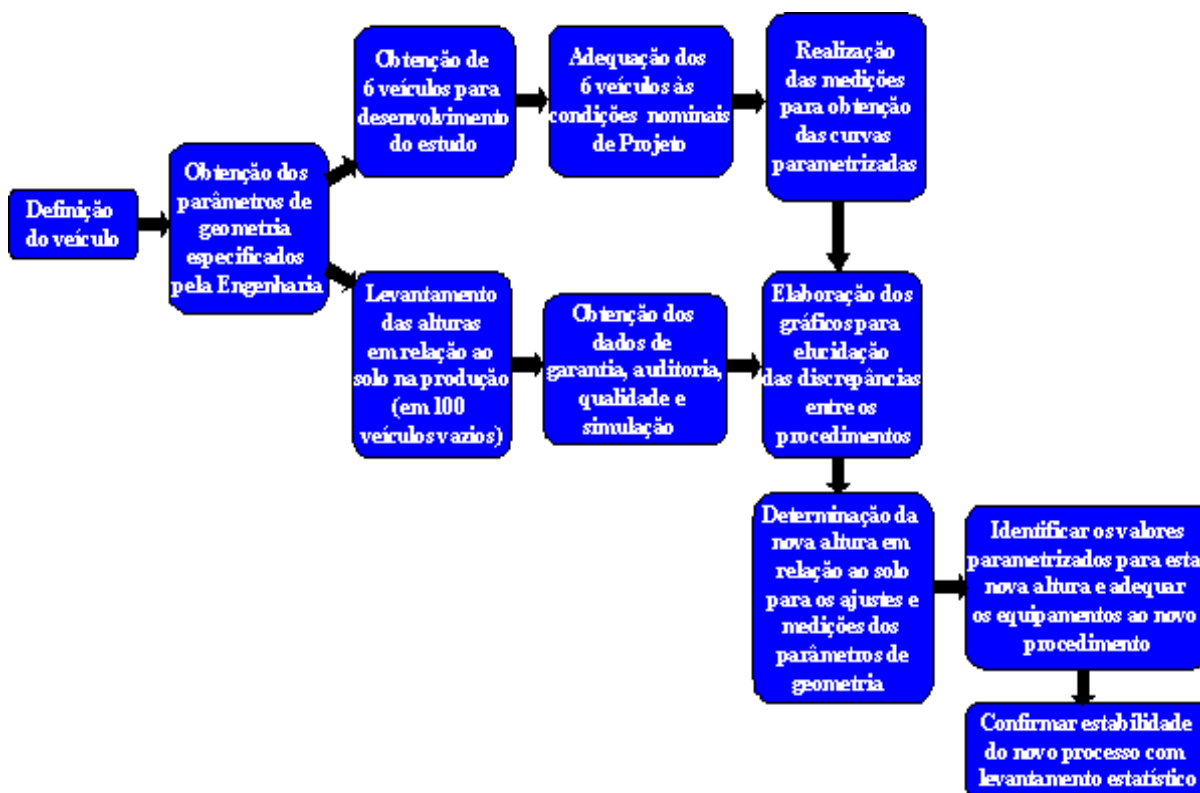 Definição
do veículo
Obtenção dos
parâmetros de
geometria
especificados
pela Engenharia
Obtenção de
6 veículos para
desenvolvimento
do estudo
Adequação dos
6 veículos às
condições nominais
de Projeto
Realização
das medições
para obtenção
das curvas
parametrizadas
Levantamento
das alturas
em relação ao
solo na produção
(em 100
veículos vazios)
Obtenção dos
dados de
garantia, auditoria,
qualidade e
simulação
Elaboração dos
gráficos para
elucidação
das discrepâncias
entre os
procedimentos
Determinação da
nova altura em
relação ao solo
para os ajustes e
medições dos
parâmetros de
geometria
Identificar os valores
parametrizados para esta
nova altura e adequar
os equipamentos ao novo
procedimento
Confirmar estabilidade
do novo processo com
levantamento estatístico